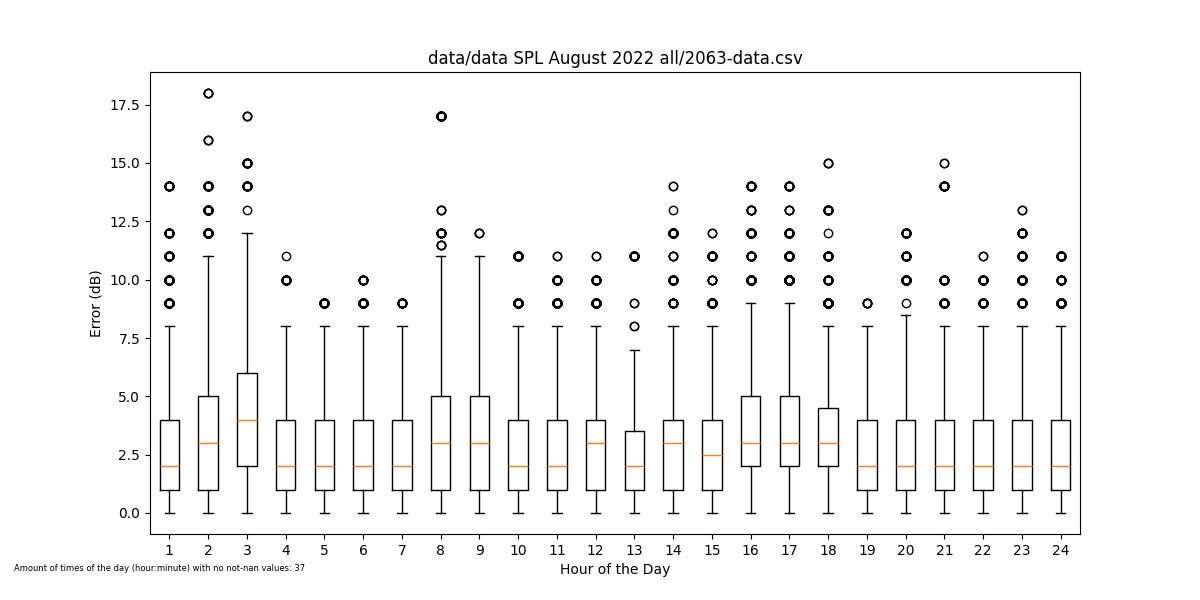 data/data SPL August 2022 all/2063-data.csv
17.5
15.0
12.5
10.0
7.5
5.0
2.5
0.0
Error (dB)
1 2 3 4 5 6 7 8 9 10 11 12 13 14 15 16 17 18 19 20 21 22 23 24
Hour of the Day
Amount of times of the day (hour:minute) with no not-nan values: 37